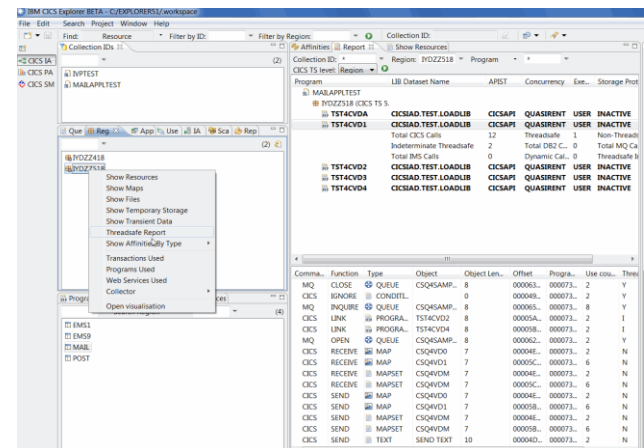 IBM CICS Explorer BETA - C:/EXPLORER51/.workspace
File Edit Search Project Window Help
Find: Resource Filter by ID: Filter by Region: Collection ID:
CICS IA
CICS PA
CICS SM
Collection IDs
(2)
IVPTEST
MAILAPPLTEST
Que Reg App Use IA Sca Rep
(2)
IYDZZ418
IYDZZ518
Show Resources
Show Maps
Show Files
Show Temporary Storage
Show Transient Data
Threadsafe Report
Show Affinities By Type
Transactions Used
Programs Used
Web Services Used
Collector
Open visualisation
(4)
EMS1
EMS9
MAIL
POST
Affinities Report Show Resources
Collection ID: * Region: IYDZZ518 Program *
CICS TS level: Region
Program LIB Dataset Name APIST Concurrency Exe... Storage Prot
MAILAPPLTEST
IYDZZ518 (CICS TS 5.
TST4CVDA CICSIAD.TEST.LOADLIB CICSAPI QUASIRENT USER INACTIVE
TST4CVD1 CICSIAD.TEST.LOADLIB CICSAPI QUASIRENT USER INACTIVE
Total CICS Calls 12 Threadsafe 1 Non-Threads
Indeterminate Threadsafe 2 Total DB2 C... 0 Total MQ Ca
Total IMS Calls 0 Dynamic Cal... 0 Threadsafe In
TST4CVD2 CICSIAD.TEST.LOADLIB CICSAPI QUASIRENT USER INACTIVE
TST4CVD3 CICSIAD.TEST.LOADLIB CICSAPI QUASIRENT USER INACTIVE
TST4CVD4 CICSIAD.TEST.LOADLIB CICSAPI QUASIRENT USER INACTIVE
Comma... Function Type Object Object Len... Offset Progra... Use cou... Threa
MQ CLOSE QUEUE CSQ4SAMP... 8 000063... 000073... 2 Y
CICS IGNORE CONDITI... 0 000049... 000073... 2 Y
MQ INQUIRE QUEUE CSQ4SAMP... 8 000065... 000073... 8 Y
CICS LINK PROGRA... TST4CVD2 8 00005A... 000073... 2 I
CICS LINK PROGRA... TST4CVD4 8 00005B... 000073... 2 I
MQ OPEN QUEUE CSQ4SAMP... 8 000062... 000073... 2 Y
CICS RECEIVE MAP CSQ4VD0 7 00004E... 000073... 2 N
CICS RECEIVE MAP CSQ4VD1 7 00005C... 000073... 6 N
CICS RECEIVE MAPSET CSQ4VDM 7 00004E... 000073... 2 N
CICS RECEIVE MAPSET CSQ4VDM 7 00005C... 000073... 6 N
CICS SEND MAP CSQ4VD0 7 00004E... 000073... 2 N
CICS SEND MAP CSQ4VD1 7 00005B... 000073... 6 N
CICS SEND MAPSET CSQ4VDM 7 00004E... 000073... 2 N
CICS SEND MAPSET CSQ4VDM 7 00005B... 000073... 6 N
CICS SEND TEXT SEND TEXT 10 00004D... 000073... 2 N